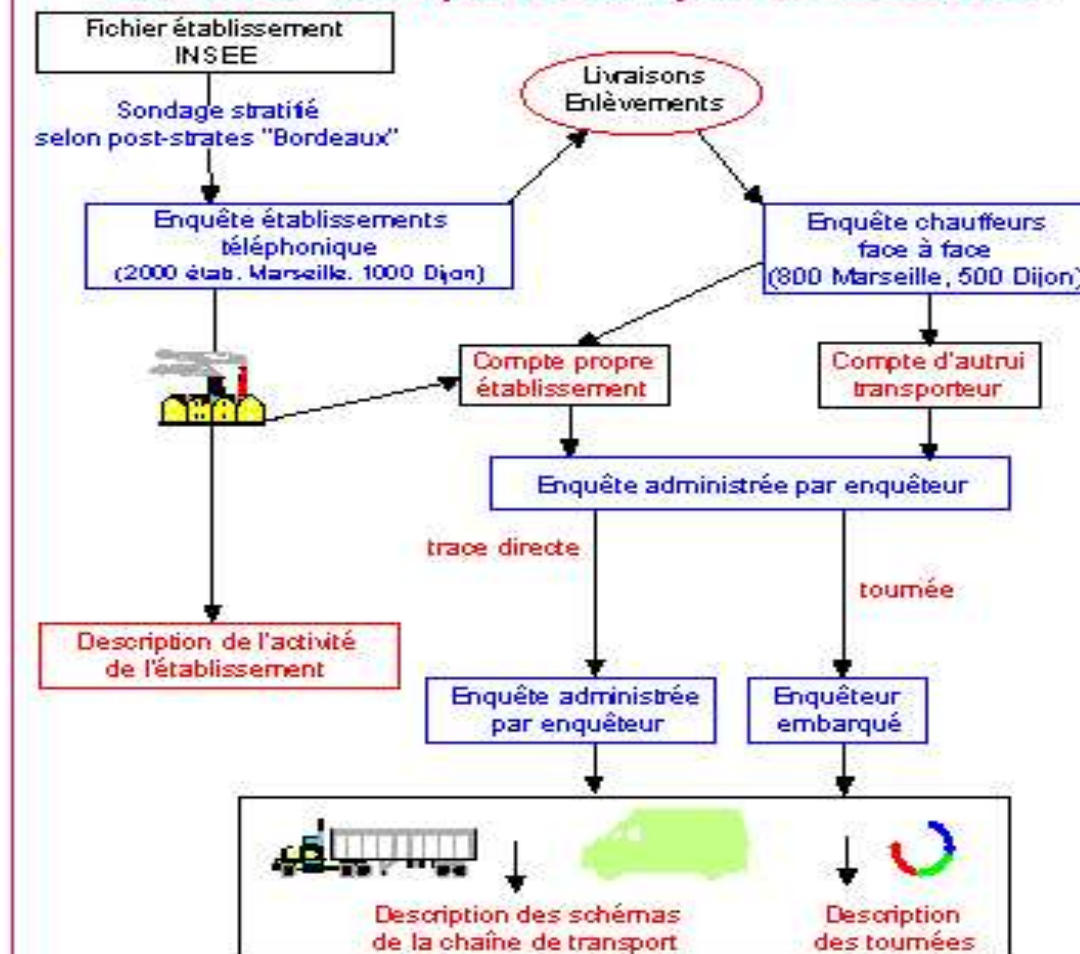 Fichier établissement
INSEE
Livraisons
Enlèvements
Sondage stratifié
selon post-strates "Bordeaux"
Enquête établissements
téléphonique
(2000 étab. Marseille. 1000 Dijon)
Enquête chauffeurs
face à face
(800 Marseille, 500 Dijon)
Compte propre
établissement
Compte d'autrui
transporteur
Enquête administrée par enquêteur
trace directe
tournée
Description de l'activité
de l'établissement
Enquête administrée
par enquêteur
Enquêteur
embarqué
Description des schémas
de la chaîne de transport
Description
des tournées